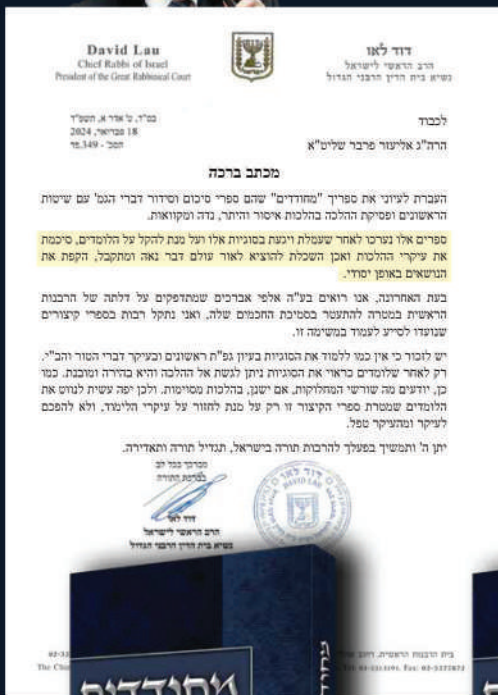 David Lau
Chief Rabbi of Israel
President of the Great Rabbinical Court
דוד לאו
הרב הראשי לישראל
נשיא בית הדין הרבני הגדול
18 פברואר, 2024
לכבוד
הרה"ג אליעזר פרבר שליט"א
מכתב ברכה
העברת לעיוני את ספריך "מחודדים" שהם ספרי סיכום וסידור דברי הגמ' עם שיטות
הראשונים ופסיקת ההלכה בהלכות איסור והיתר, נדה ומקוואות.
ספרים אלו נערכו לאחר שעמלת ויגעת בסוגיות אלו ועל מנת להקל על הלומדים, סיכמת
את עיקרי ההלכות ואכן השכלת להוציא לאור עולם דבר נאה ומתקבל, הקפת את
הנושאים באופן יסודי.
בעת האחרונה, אנו רואים בע"ה אלפי אברכים שמתדפקים על דלתה של הרבנות
הראשית במטרה להתעטר בסמיכת החכמים שלה, ואני נתקל רבות בספרי קיצורים
שנועדו לסייע לעמוד במשימה זו.
יש לזכור כי אין כמו ללמוד את הסוגיות בעיון גפ"ת ראשונים ובעיקר דברי הטור והב"י.
רק לאחר שלומדים כראוי את הסוגיות ניתן לגשת אל ההלכה והיא בהירה ומובנת. כמו
כן, יודעים מה שורשי המחלוקות, אם ישנן, בהלכות מסוימות. ולכן יפה עשית לנווט את
הלומדים שמטרת ספרי הקיצור זו רק על מנת לחזור על עיקרי הלימוד, ולא להפכם
לעיקר ומהעיקר טפל.
יתן ה' ותמשיך בפעלך להרבות תורה בישראל, תגדיל תורה ותאדירה.
בברכת התורה
דוד לאו
הרב הראשי לישראל
נשיא בית הדין הרבני הגדול
דוד לאו
DAVID LAU
מחודדים